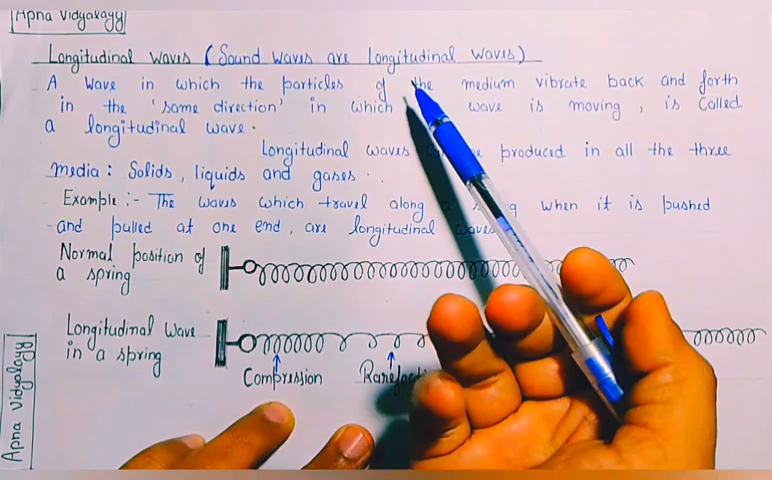 Apna Vidyalayy
Longitudinal waves (Sound waves are longitudinal waves)
A wave in which the particles of the medium vibrate back and forth
in the 'same direction' in which wave is moving, is called
a longitudinal wave.
Longitudinal waves produced in all the three
media: Solids, liquids and gases.
Example :- The waves which travel along a when it is pushed
and pulled at one end, are longitudinal waves
Normal position of
a spring
Longitudinal wave
in a spring
Compression
Apna Vidyalayy